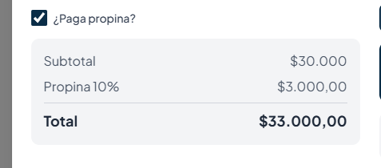 ¿Paga propina?
Subtotal $30.000
Propina 10% $3.000,00
Total $33.000,00